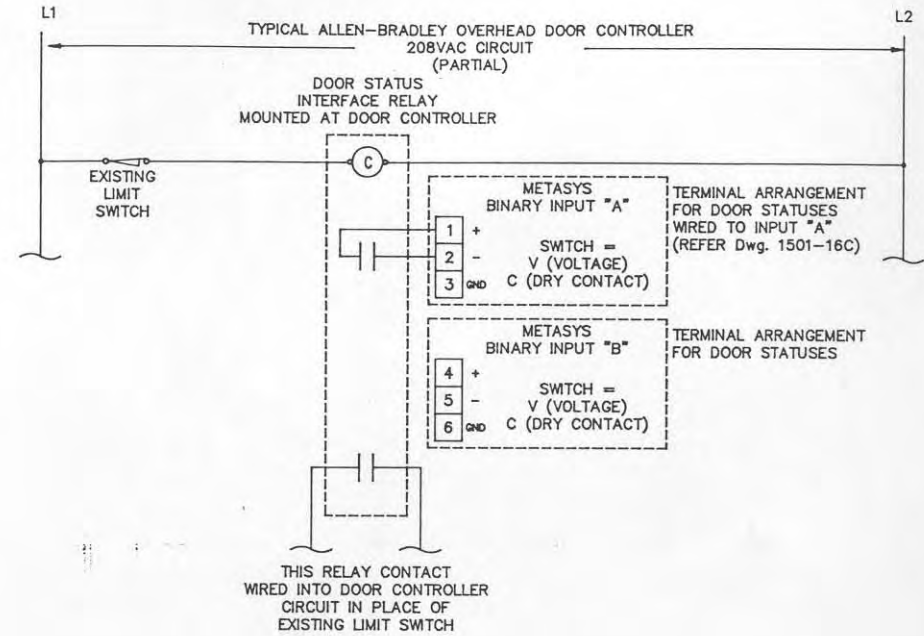 L1
L2
TYPICAL ALLEN-BRADLEY OVERHEAD DOOR CONTROLLER
208VAC CIRCUIT
(PARTIAL)
DOOR STATUS
INTERFACE RELAY
MOUNTED AT DOOR CONTROLLER
C
EXISTING
LIMIT
SWITCH
METASYS
BINARY INPUT "A"
1 +
2 -
3 GND
SWITCH =
V (VOLTAGE)
C (DRY CONTACT)
TERMINAL ARRANGEMENT
FOR DOOR STATUSES
WIRED TO INPUT "A"
(REFER Dwg. 1501-16C)
METASYS
BINARY INPUT "B"
4 +
5 -
6 GND
SWITCH =
V (VOLTAGE)
C (DRY CONTACT)
TERMINAL ARRANGEMENT
FOR DOOR STATUSES
THIS RELAY CONTACT
WIRED INTO DOOR CONTROLLER
CIRCUIT IN PLACE OF
EXISTING LIMIT SWITCH